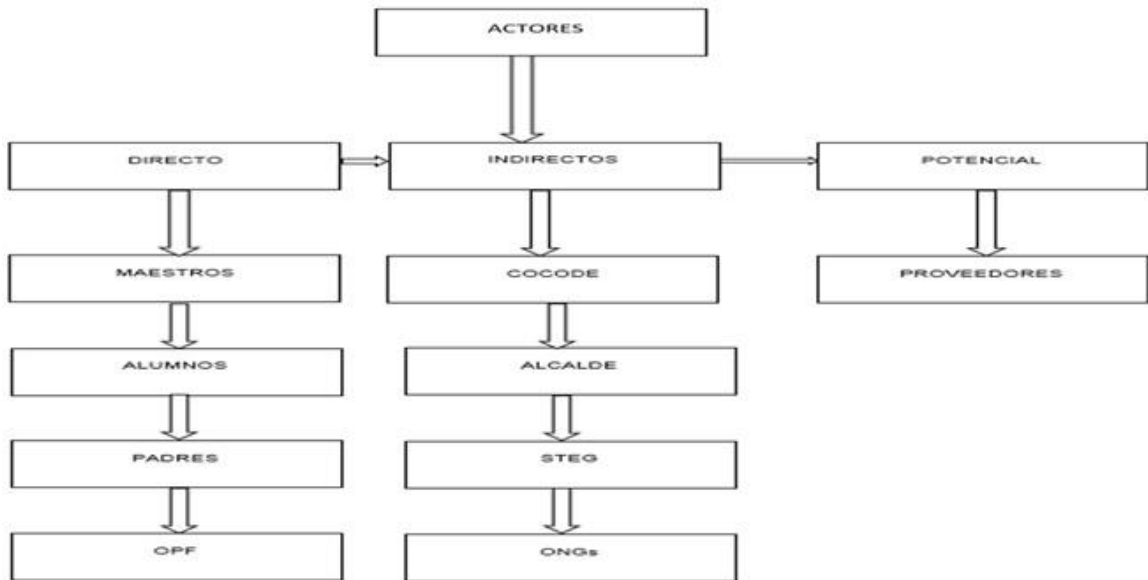 ACTORES
DIRECTO
INDIRECTOS
POTENCIAL
MAESTROS
COCODE
PROVEEDORES
ALUMNOS
ALCALDE
PADRES
STEG
OPF
ONGs